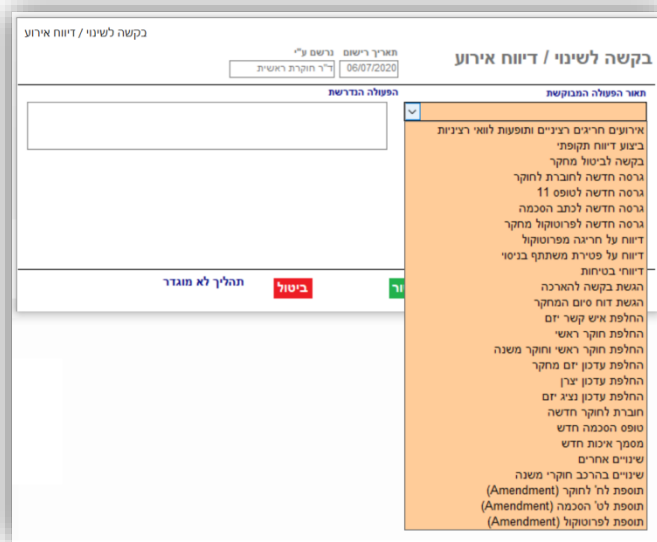 בקשה לשינוי / דיווח אירוע
בקשה לשינוי / דיווח אירוע
תאריך רישום נרשם ע"י
06/07/2020 ד"ר חוקרת ראשית
תאור הפעולה המבוקשת
הפעולה הנדרשת
אירועים חריגים רציניים ותופעות לוואי רציניות
ביצוע דיווח תקופתי
בקשה לביטול מחקר
גרסה חדשה לחוברת לחוקר
גרסה חדשה לטופס 11
גרסה חדשה לכתב הסכמה
גרסה חדשה לפרוטוקול מחקר
דיווח על חריגה מפרוטוקול
דיווח על פטירת משתתף בניסוי
דיווחי בטיחות
הגשת בקשה להארכה
הגשת דוח סיום המחקר
החלפת איש קשר יזם
החלפת חוקר ראשי
החלפת חוקר ראשי וחוקר משנה
החלפת עדכון יזם מחקר
החלפת עדכון יצרן
החלפת עדכון נציג יזם
חוברת לחוקר חדשה
טופס הסכמה חדש
מסמך איכות חדש
שינויים אחרים
שינויים בהרכב חוקרי משנה
תוספת לח' לחוקר (Amendment)
תוספת לט' הסכמה (Amendment)
תוספת לפרוטוקול (Amendment)
ור
ביטול
תהליך לא מוגדר